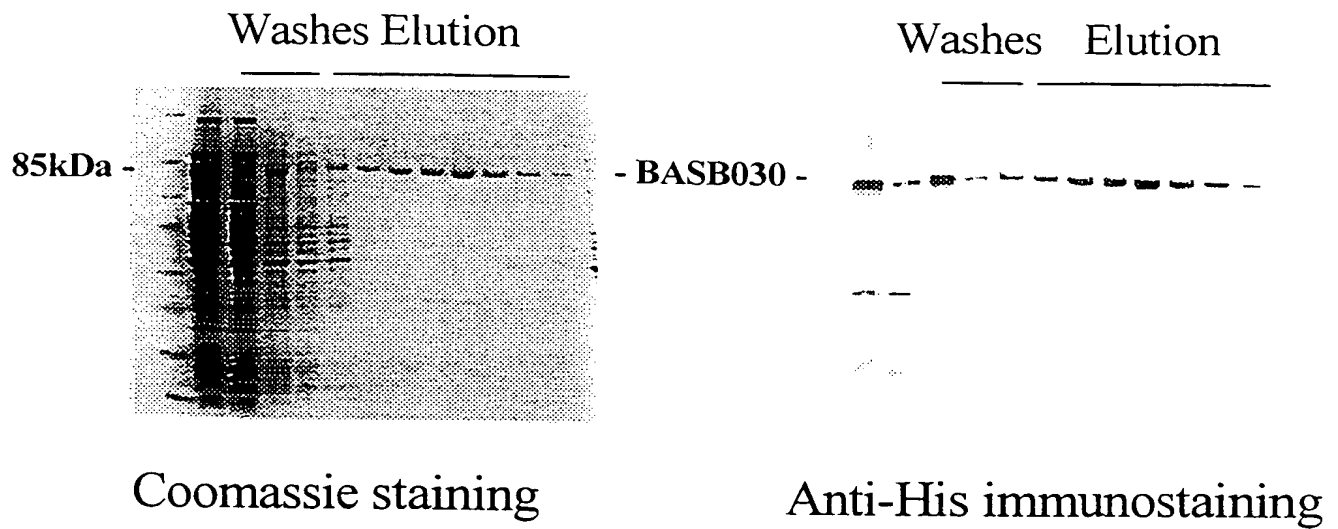 Washes Elution
Washes Elution
85kDa -
- BASB030 -
Coomassie staining
Anti-His immunostaining